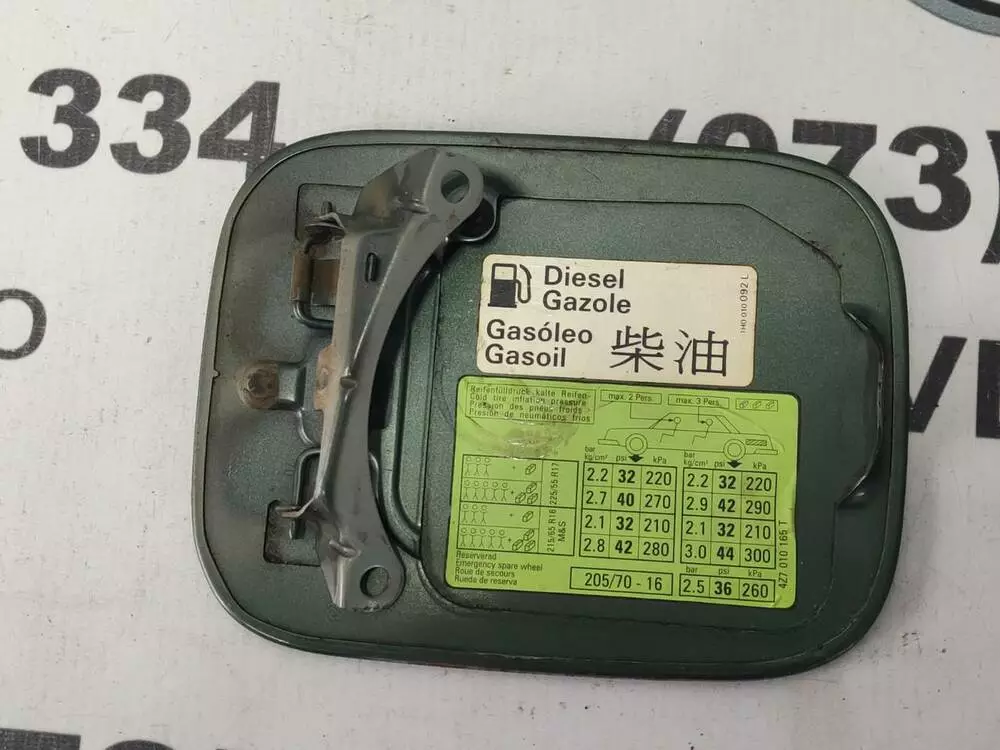 334
(973)
Diesel
Gazole
Gasóleo
Gasoil 柴油
1H0 010 092 L
Reifenfülldruck kalte Reifen
Cold tire inflation pressure
Pression des pneus froids
Presión de neumáticos frios
max. 2 Pers.
max. 3 Pers.
bar psi kPa
kg/cm²
bar psi kPa
kg/cm²
225/55 R17
2.2 32 220 2.2 32 220
2.7 40 270 2.9 42 290
215/65 R16
M&S
2.1 32 210 2.1 32 210
2.8 42 280 3.0 44 300
Reserverad
Emergency spare wheel
Roue de secours
Rueda de reserva
205/70 - 16
bar psi kPa
2.5 36 260
4Z7 010 165 T